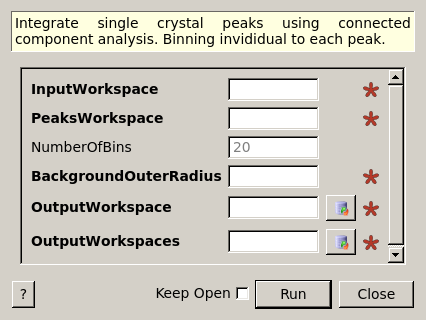 Integrate single crystal peaks using connected
component analysis. Binning invididual to each peak.
InputWorkspace
PeaksWorkspace
NumberOfBins 20
BackgroundOuterRadius
OutputWorkspace
OutputWorkspaces
? Keep Open Run Close